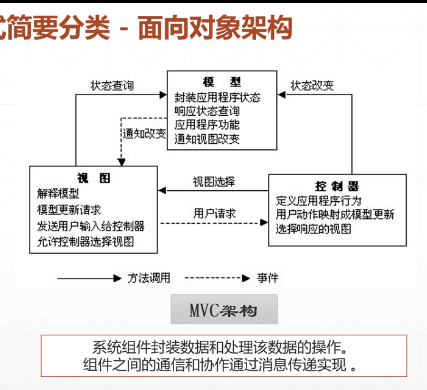 式简要分类 - 面向对象架构
状态查询
模 型
封装应用程序状态
响应状态查询
应用程序功能
通知视图改变
状态改变
通知改变
视 图
解释模型
模型更新请求
发送用户输入给控制器
允许控制器选择视图
视图选择
用户请求
控 制 器
定义应用程序行为
用户动作映射成模型更新
选择响应的视图
方法调用
事件
MVC架构
系统组件封装数据和处理该数据的操作。
组件之间的通信和协作通过消息传递实现 。